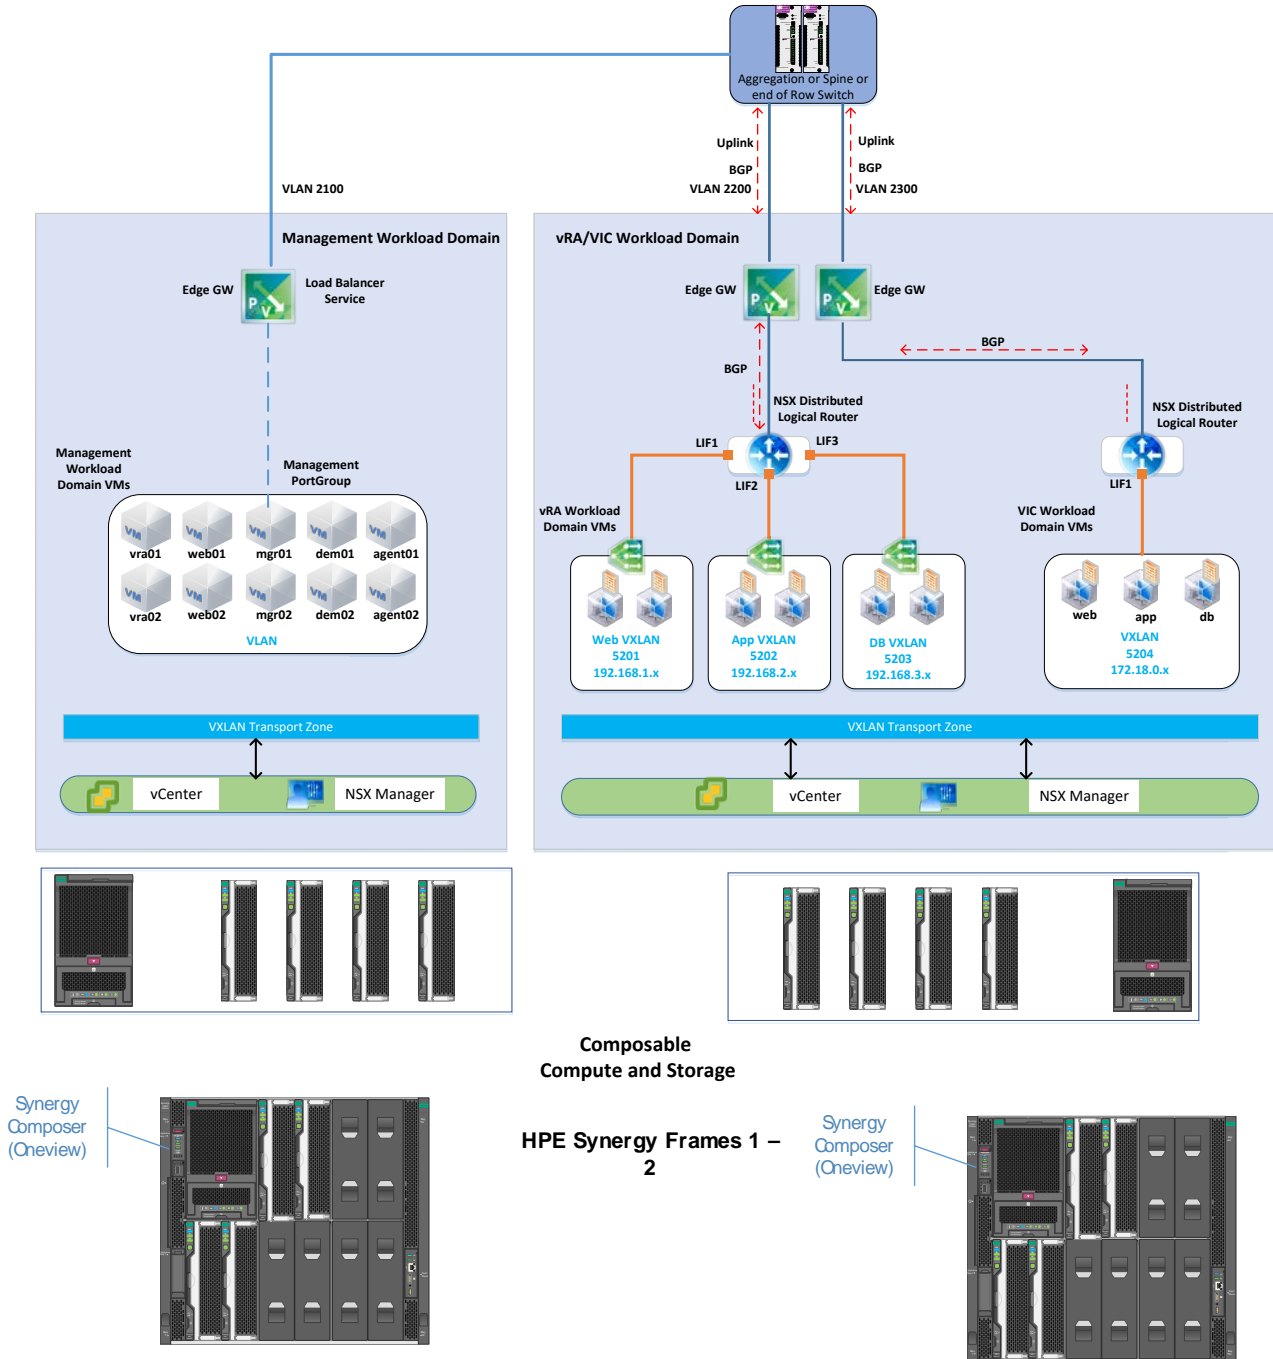 Aggregation or Spine or
end of Row Switch
Uplink
BGP
VLAN 2200
Uplink
BGP
VLAN 2300
VLAN 2100
Management Workload Domain
Edge GW
Load Balancer
Service
Management
Workload
Domain VMs
Management
PortGroup
vra01
web01
mgr01
dem01
agent01
vra02
web02
mgr02
dem02
agent02
VLAN
VXLAN Transport Zone
vCenter
NSX Manager
vRA/VIC Workload Domain
Edge GW
Edge GW
BGP
BGP
NSX Distributed
Logical Router
NSX Distributed
Logical Router
LIF1
LIF3
LIF2
LIF1
vRA Workload
Domain VMs
VIC Workload
Domain VMs
Web VXLAN
5201
192.168.1.x
App VXLAN
5202
192.168.2.x
DB VXLAN
5203
192.168.3.x
web
app
db
VXLAN
5204
172.18.0.x
VXLAN Transport Zone
vCenter
NSX Manager
Composable
Compute and Storage
Synergy
Composer
(Oneview)
HPE Synergy Frames 1 –
2
Synergy
Composer
(Oneview)